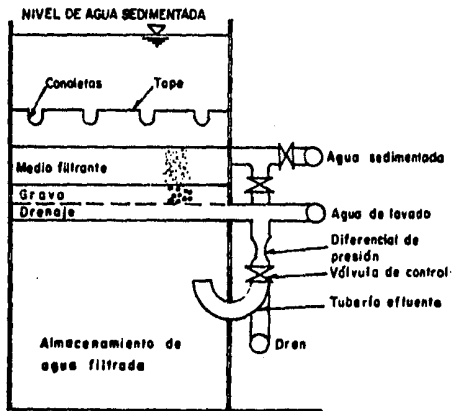 NIVEL DE AGUA SEDIMENTADA
Canaletas
Tape
Agua sedimentada
Medio filtrante
Grava
Drenaje
Agua de lavado
Diferencial de
presión
Válvula de control
Tubería efluente
Almacenamiento de
agua filtrada
Dren